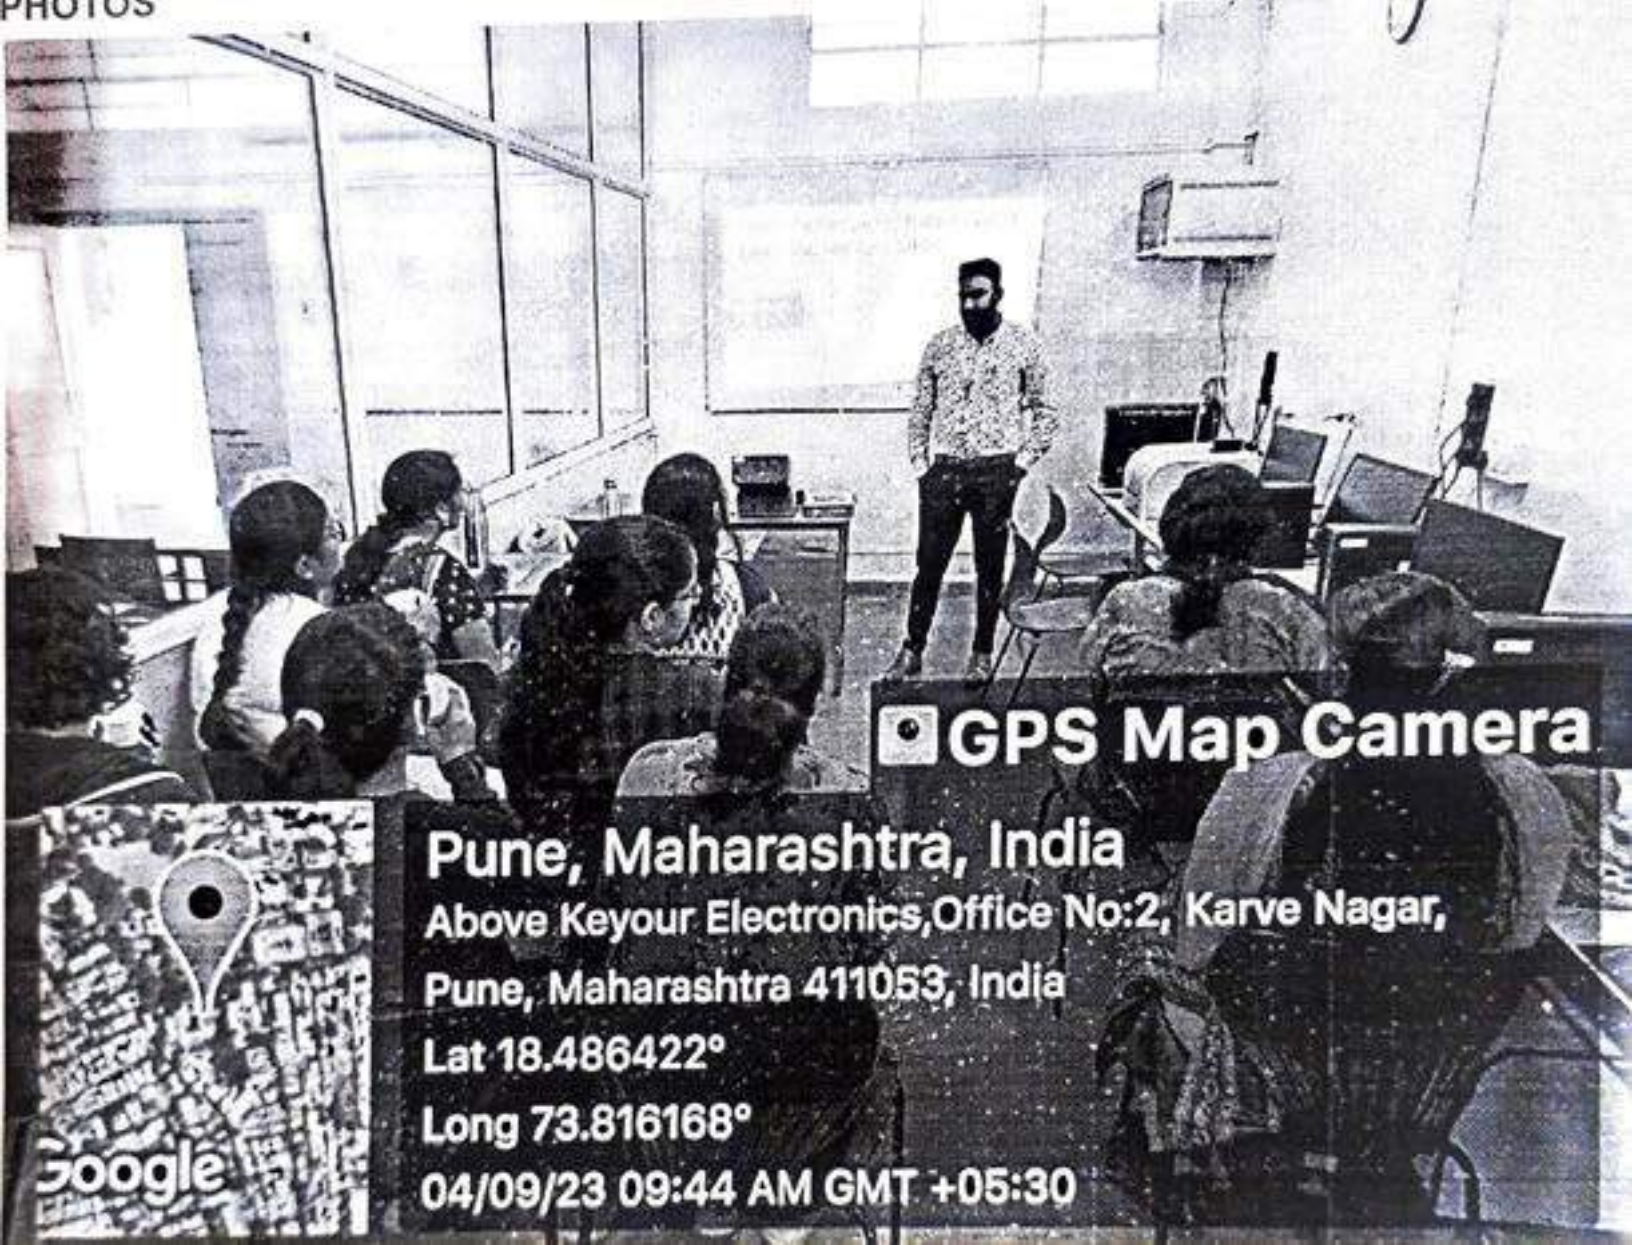 PHOTOS
GPS Map Camera
Pune, Maharashtra, India
Above Keyour Electronics,Office No:2, Karve Nagar,
Pune, Maharashtra 411053, India
Lat 18.486422°
Long 73.816168°
04/09/23 09:44 AM GMT +05:30
Google